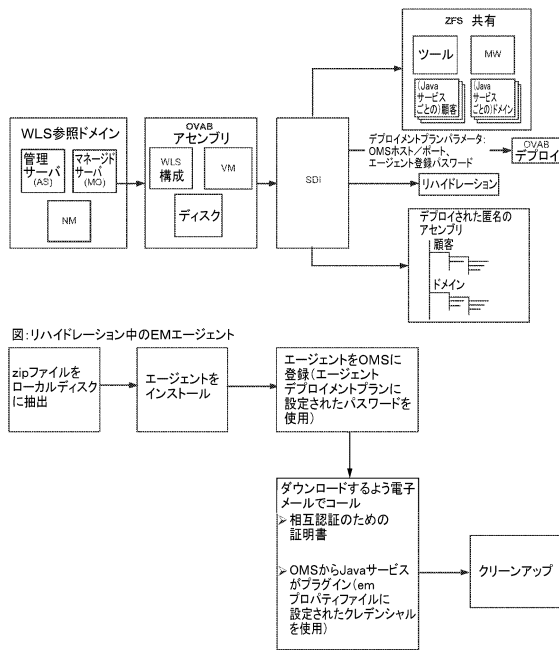 ZFS 共有
ツール
MW
(Java
サービス
ごとの)顧客
(Java
サービス
ごとの)ドメイン
WLS参照ドメイン
管理
サーバ
(AS)
マネージド
サーバ
(MO)
NM
OVAB
アセンブリ
WLS
構成
VM
ディスク
SDI
デプロイメントプランパラメータ:
OMSホスト/ポート、
エージェント登録パスワード
OVAB
デプロイ
リハイドレーション
デプロイされた匿名の
アセンブリ
顧客
ドメイン
図:リハイドレーション中のEMエージェント
zipファイルを
ローカルディスク
に抽出
エージェントを
インストール
エージェントをOMSに
登録(エージェント
デプロイメントプランに
設定されたパスワードを
使用)
ダウンロードするよう電子
メールでコール
➢ 相互認証のための
証明書
➢ OMSからJavaサービス
がプラグイン(em
プロパティファイルに
設定されたクレデンシャル
を使用)
クリーンアップ